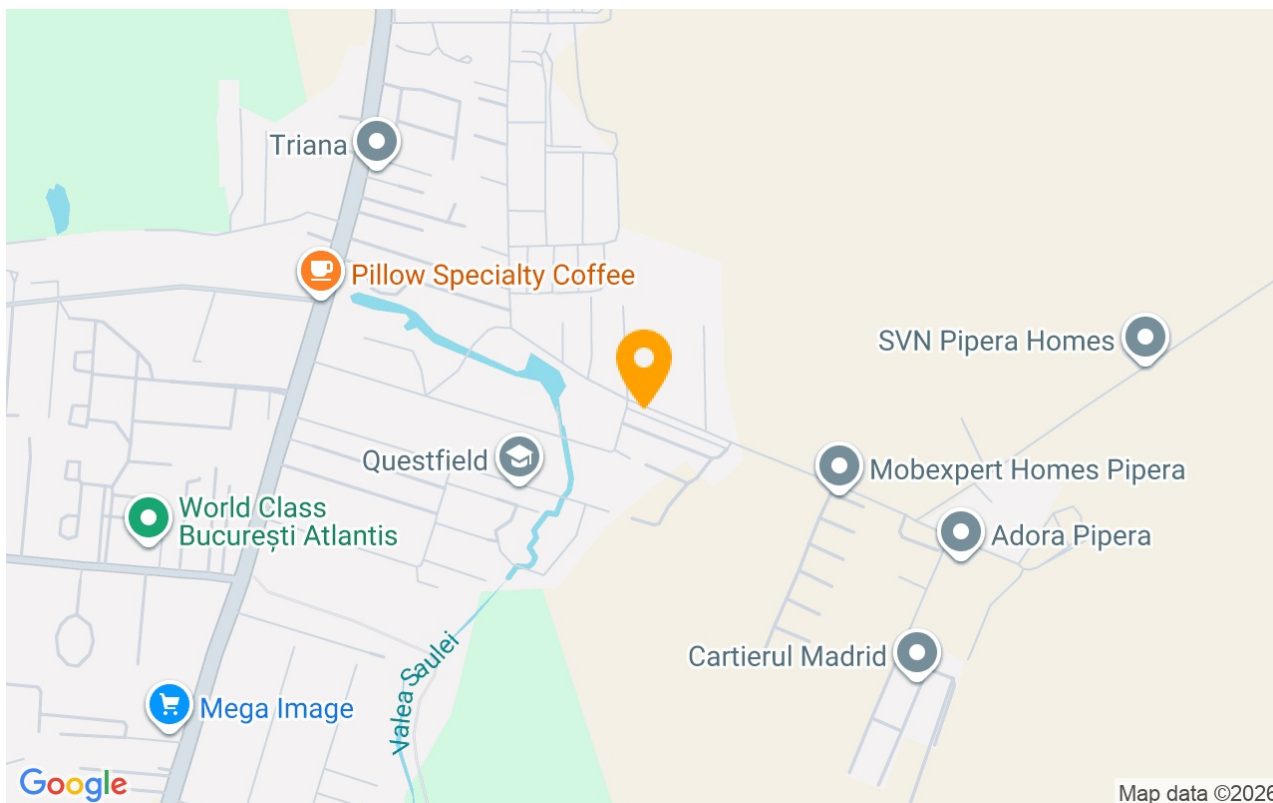 Triana
Pillow Specialty Coffee
SVN Pipera Homes
Questfield
Mobexpert Homes Pipera
World Class
București Atlantis
Adora Pipera
Valea Saulei
Cartierul Madrid
Mega Image
Google
Map data ©2026